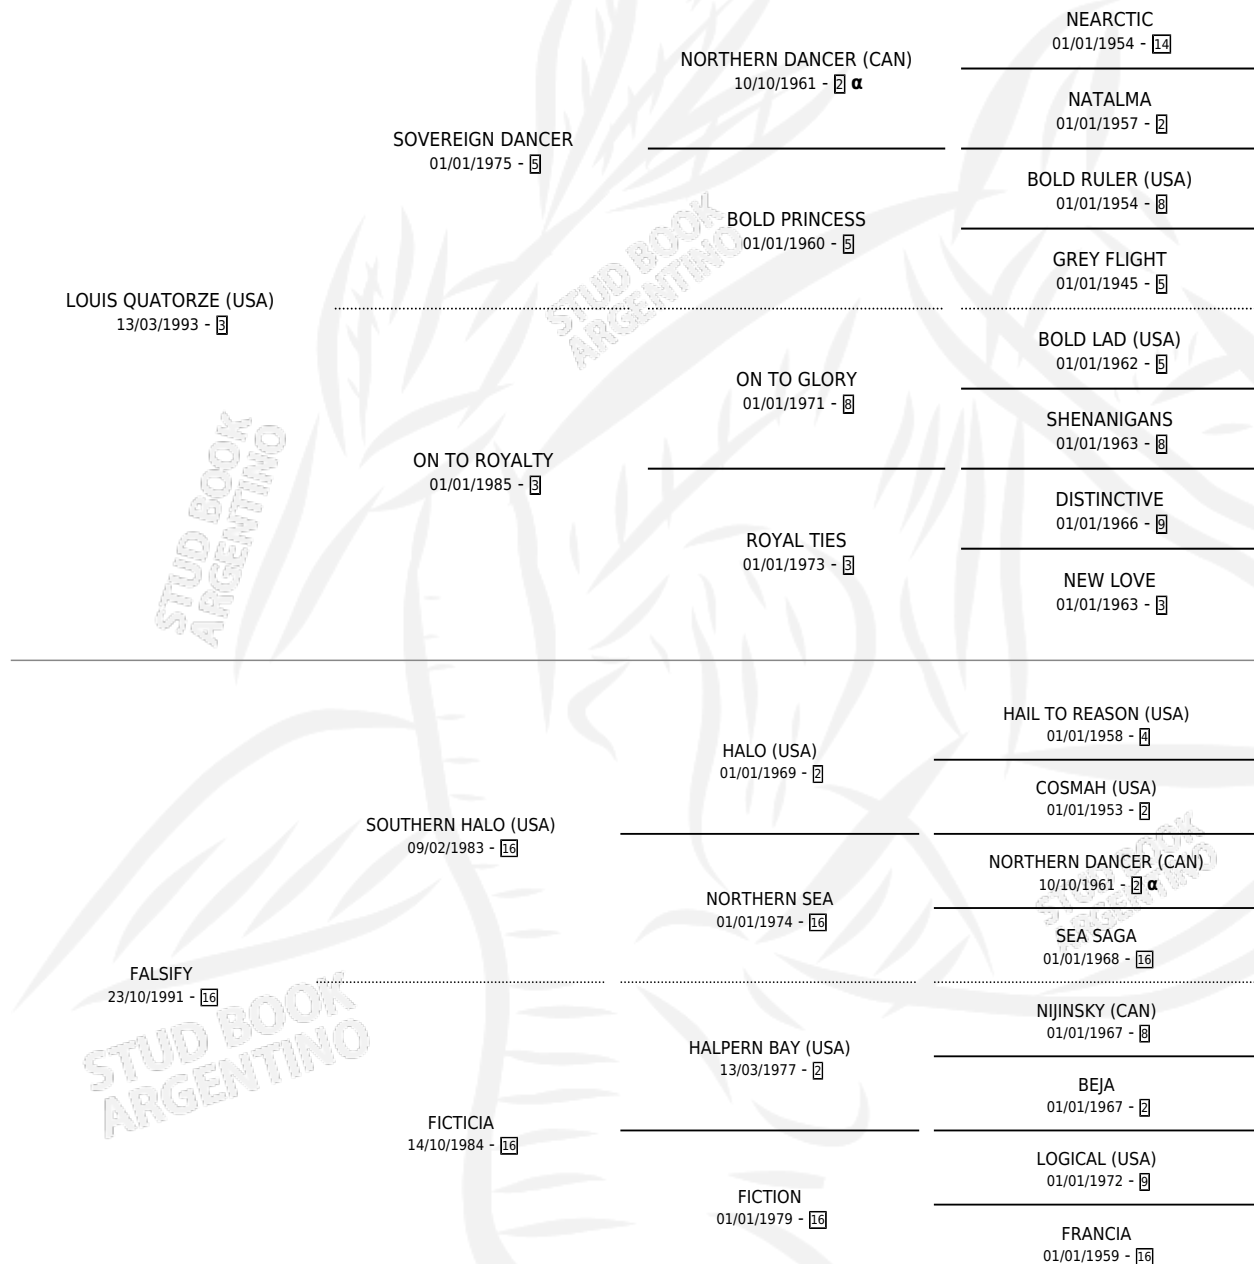 NEARCTIC
01/01/1954 - 14
NORTHERN DANCER (CAN)
10/10/1961 - 2 α
NATALMA
01/01/1957 - 2
SOVEREIGN DANCER
01/01/1975 - 5
BOLD RULER (USA)
01/01/1954 - 8
BOLD PRINCESS
01/01/1960 - 5
GREY FLIGHT
01/01/1945 - 5
LOUIS QUATORZE (USA)
13/03/1993 - 3
BOLD LAD (USA)
01/01/1962 - 5
ON TO GLORY
01/01/1971 - 8
SHENANIGANS
01/01/1963 - 8
ON TO ROYALTY
01/01/1985 - 3
DISTINCTIVE
01/01/1966 - 9
ROYAL TIES
01/01/1973 - 3
NEW LOVE
01/01/1963 - 3
HAIL TO REASON (USA)
01/01/1958 - 4
HALO (USA)
01/01/1969 - 2
COSMAH (USA)
01/01/1953 - 2
SOUTHERN HALO (USA)
09/02/1983 - 16
NORTHERN DANCER (CAN)
10/10/1961 - 2 α
NORTHERN SEA
01/01/1974 - 16
SEA SAGA
01/01/1968 - 16
FALSIFY
23/10/1991 - 16
NIJINSKY (CAN)
01/01/1967 - 8
HALPERN BAY (USA)
13/03/1977 - 2
BEJA
01/01/1967 - 2
FICTICIA
14/10/1984 - 16
LOGICAL (USA)
01/01/1972 - 9
FICTION
01/01/1979 - 16
FRANCIA
01/01/1959 - 16
STUD BOOK
ARGENTINO
STUD BOOK
ARGENTINO
STUD BOOK
ARGENTINO
STUD BOOK
ARGENTINO